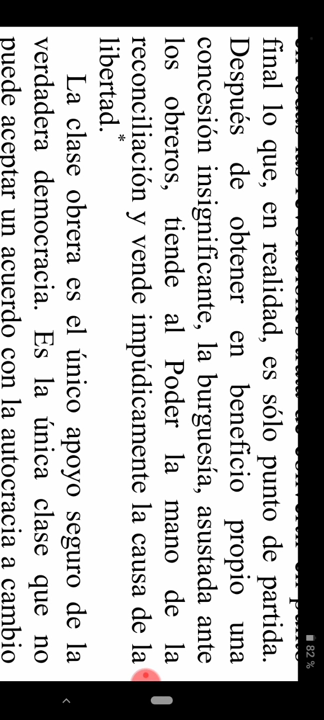 final lo que, en realidad, es sólo punto de partida.
Después de obtener en beneficio propio una
concesión insignificante, la burguesía, asustada ante
los obreros, tiende al Poder la mano de la
reconciliación y vende impúdicamente la causa de la
libertad.*
La clase obrera es el único apoyo seguro de la
verdadera democracia. Es la única clase que no
puede aceptar un acuerdo con la autocracia a cambio
82 %